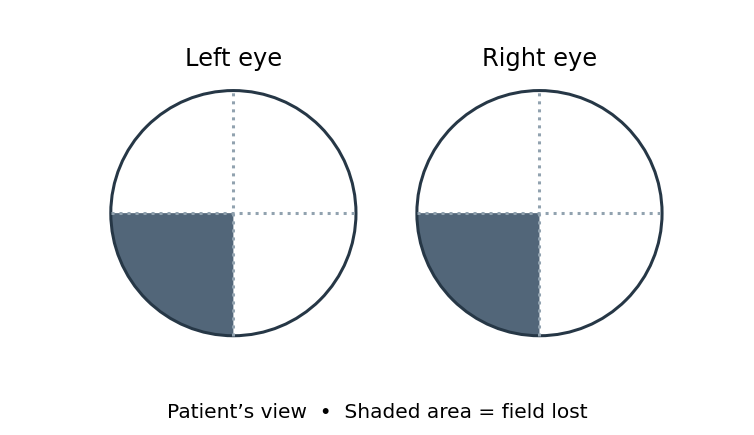 Left eye
Right eye
Patient’s view • Shaded area = field lost